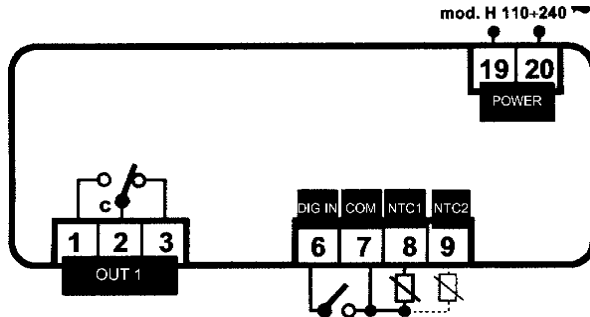 mod. H 110÷240
19 20
POWER
C
1 2 3
OUT 1
DIG IN COM NTC1 NTC2
6 7 8 9